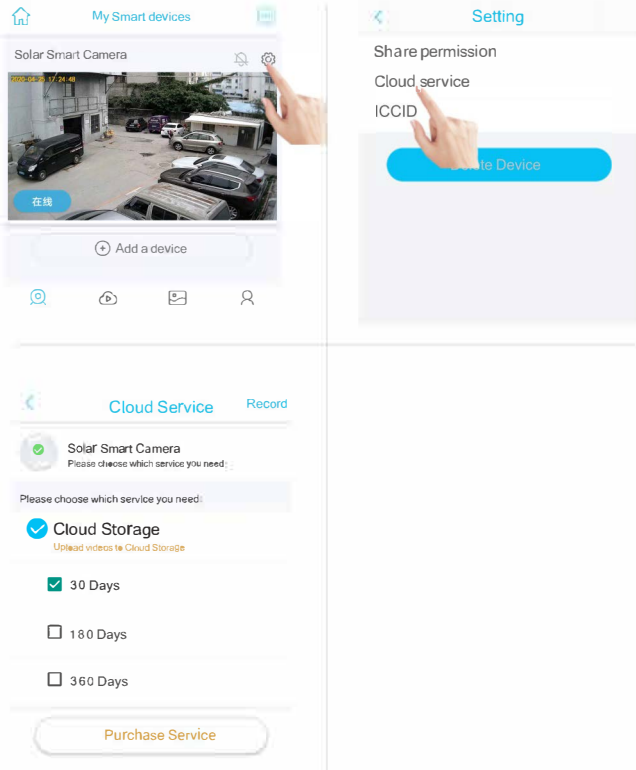 My Smart devices
Solar Smart Camera
2020-04-25 17:24:48
在线
Add a device
Setting
Share permission
Cloud service
ICCID
Device
Cloud Service
Record
Solar Smart Camera
Please choose which service you need
Please choose which service you need:
Cloud Storage
Upload videos to Cloud Storage
30 Days
180 Days
360 Days
Purchase Service